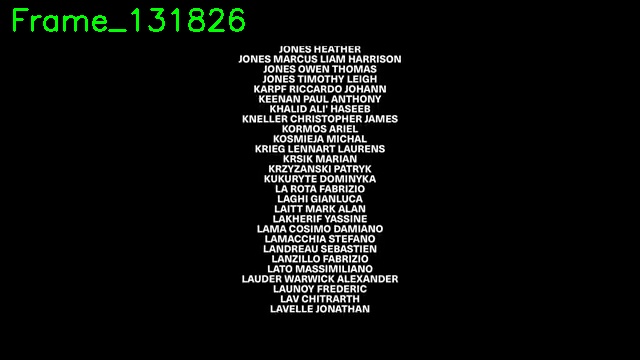 Frame_131826
JONES HEATHER
JONES MARCUS LIAM HARRISON
JONES OWEN THOMAS
JONES TIMOTHY LEIGH
KARPF RICCARDO JOHANN
KEENAN PAUL ANTHONY
KHALID ALI' HASEEB
KNELLER CHRISTOPHER JAMES
KORMOS ARIEL
KOSMIEJA MICHAL
KRIEG LENNART LAURENS
KRSIK MARIAN
KRZYZANSKI PATRYK
KUKURYTE DOMINYKA
LA ROTA FABRIZIO
LAGHI GIANLUCA
LAITT MARK ALAN
LAKHERIF YASSINE
LAMA COSIMO DAMIANO
LAMACCHIA STEFANO
LANDREAU SEBASTIEN
LANZILLO FABRIZIO
LATO MASSIMILIANO
LAUDER WARWICK ALEXANDER
LAUNOY FREDERIC
LAV CHITRARTH
LAVELLE JONATHAN